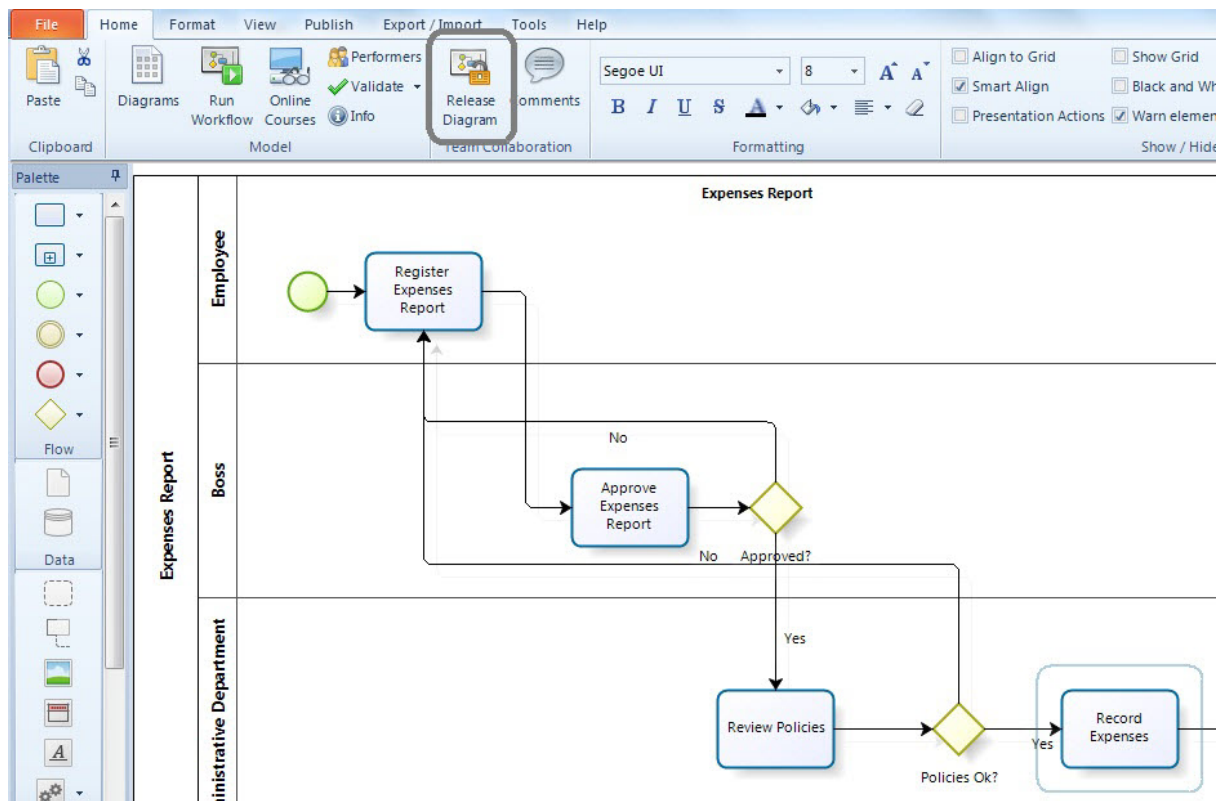 File Home Format View Publish Export / Import Tools Help
Paste
Clipboard
Diagrams
Run
Workflow
Online
Courses
Performers
Validate
Info
Model
Release
Diagram
Comments
Team Collaboration
Segoe UI 8
B I U S A
Formatting
Align to Grid Show Grid
Smart Align Black and Wh
Presentation Actions Warn elemen
Show / Hide
Palette
Flow
Data
A
Expenses Report
Expenses Report
Employee
Register
Expenses
Report
Boss
No
Approve
Expenses
Report
No Approved?
ministrative Department
Yes
Review Policies
Policies Ok?
Yes
Record
Expenses